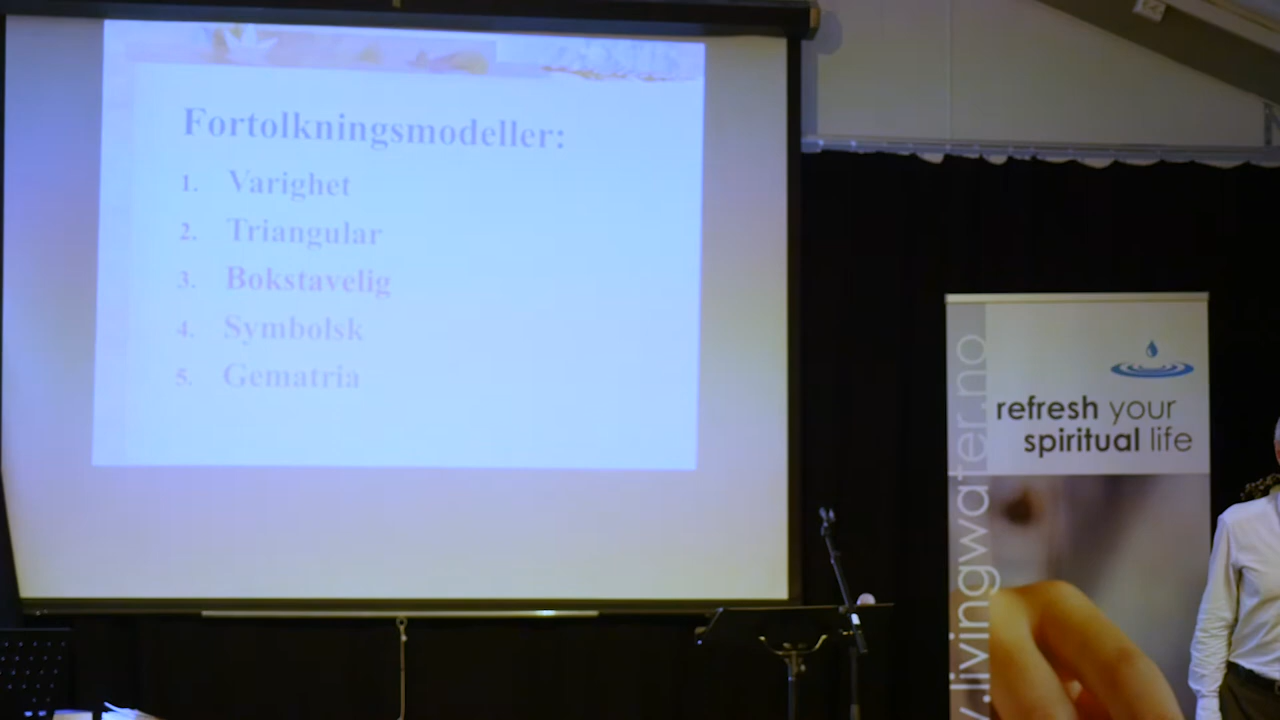 Fortolkningsmodeller:
1. Varighet
2. Triangular
3. Bokstavelig
4. Symbolsk
5. Gematria
refresh your
spiritual life
.livingwater.no